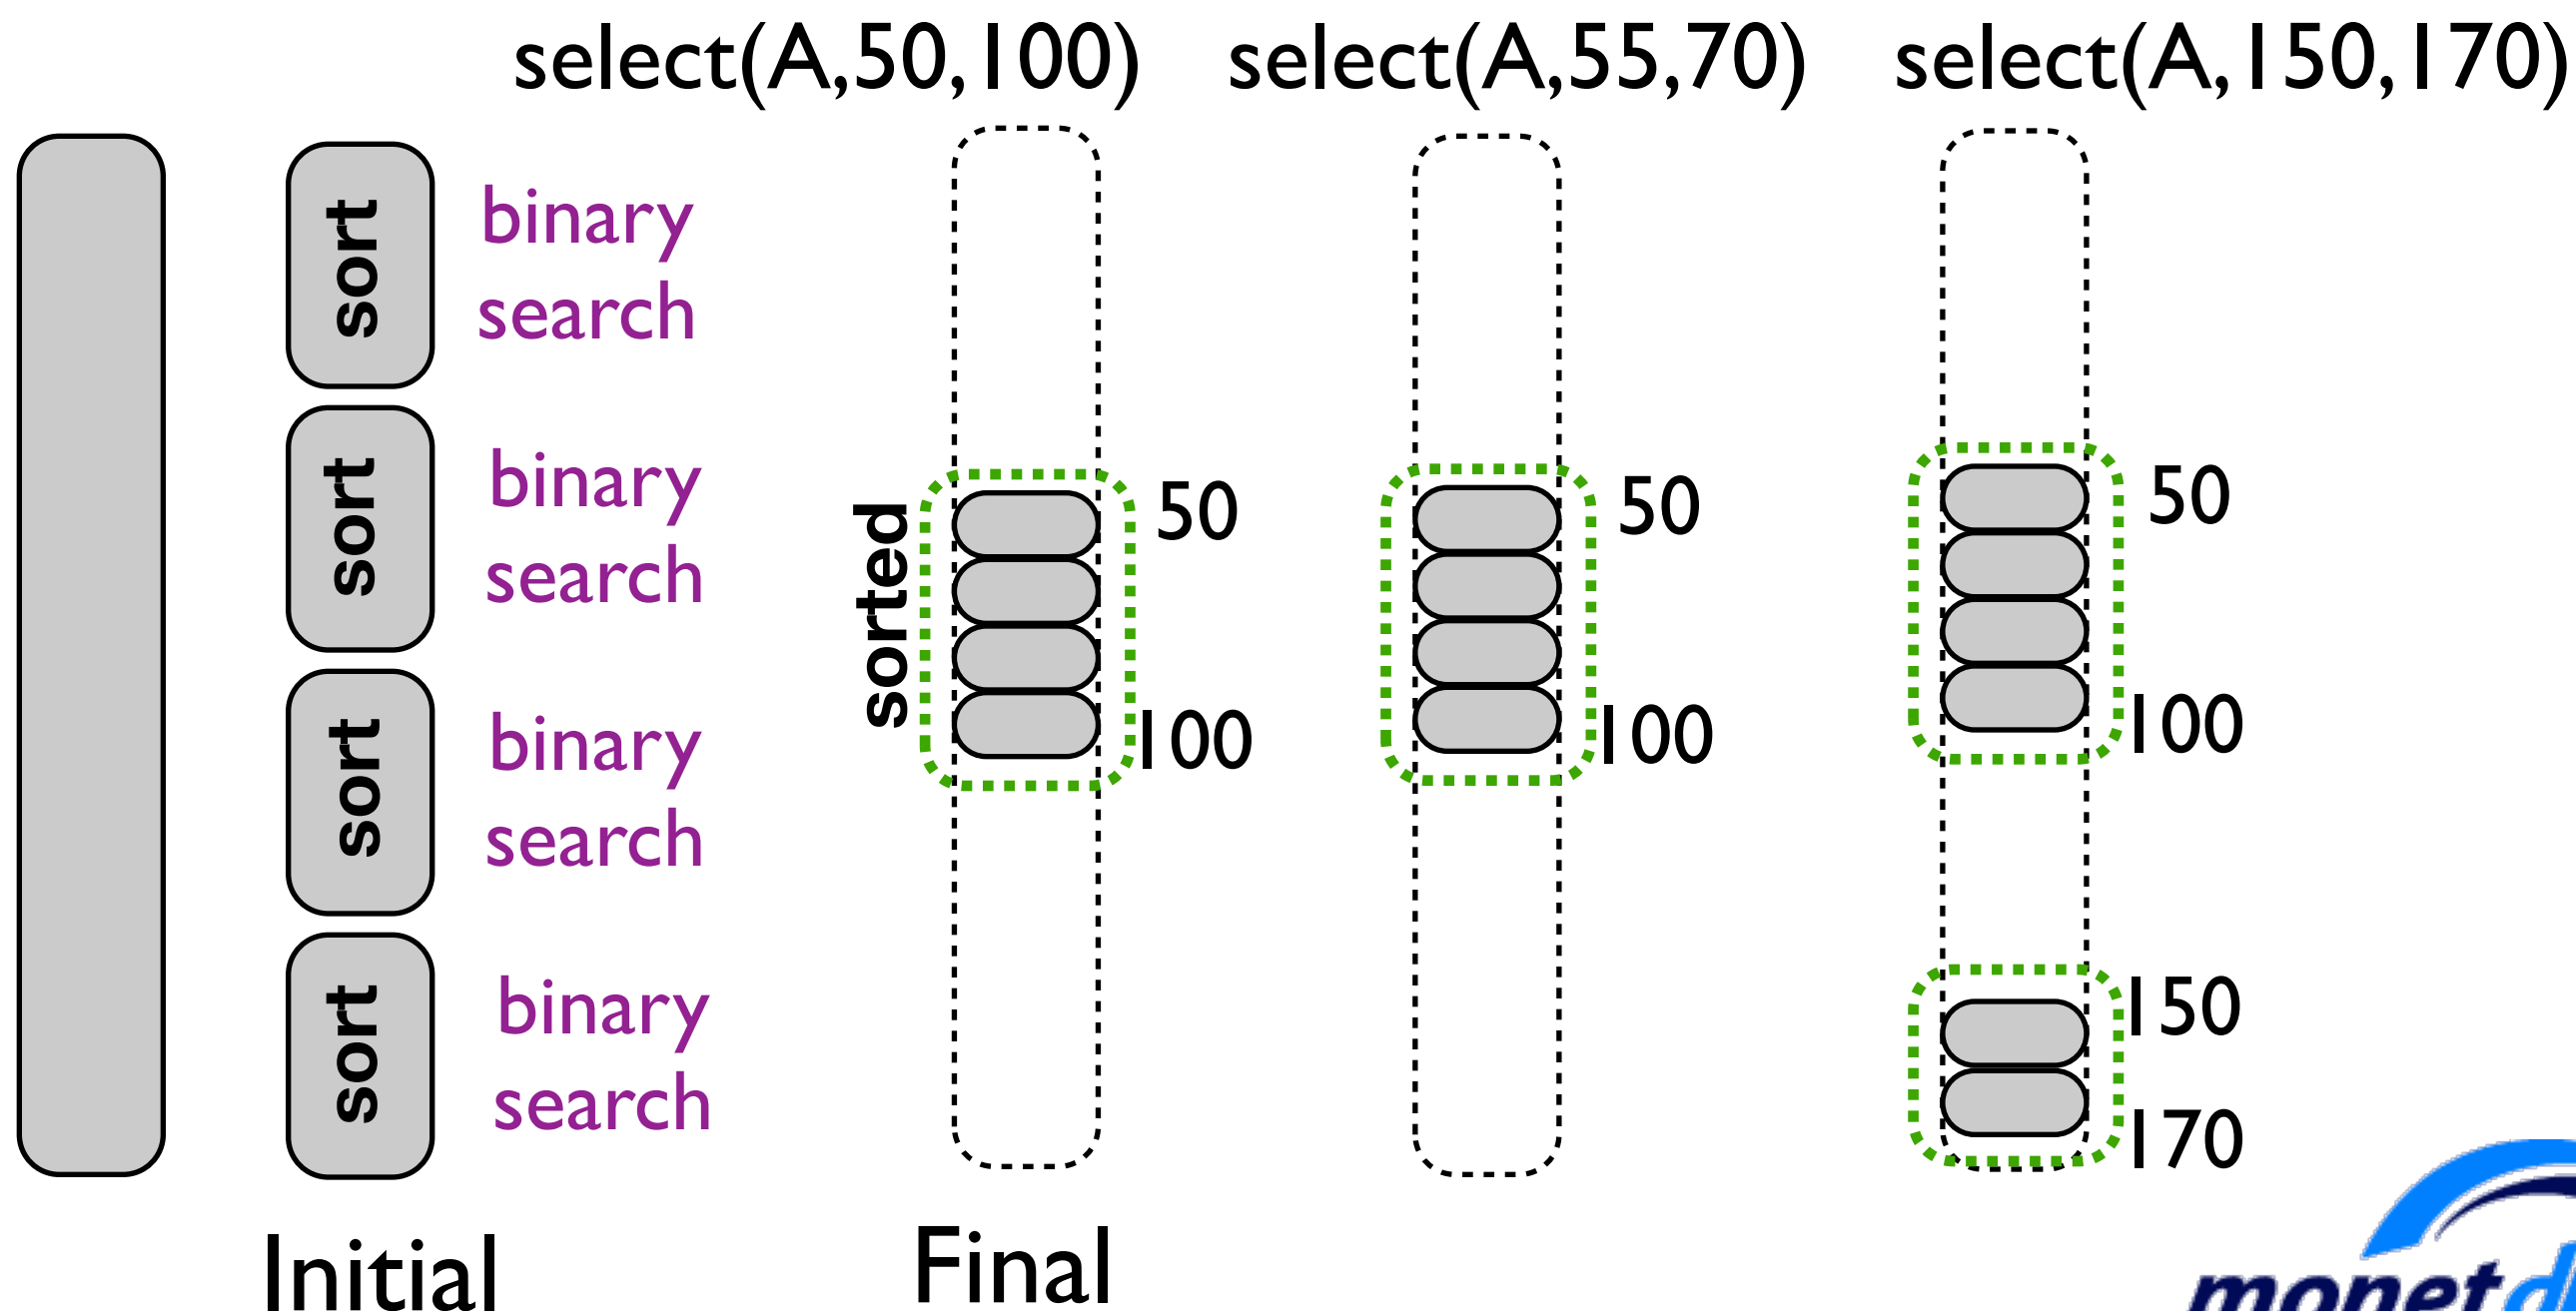 select(A,50,100) select(A,55,70) select(A,150,170)
sort
binary
search
sort
binary
search
sort
binary
search
sort
binary
search
sorted
50
100
50
100
50
100
150
170
Initial
Final
monetd